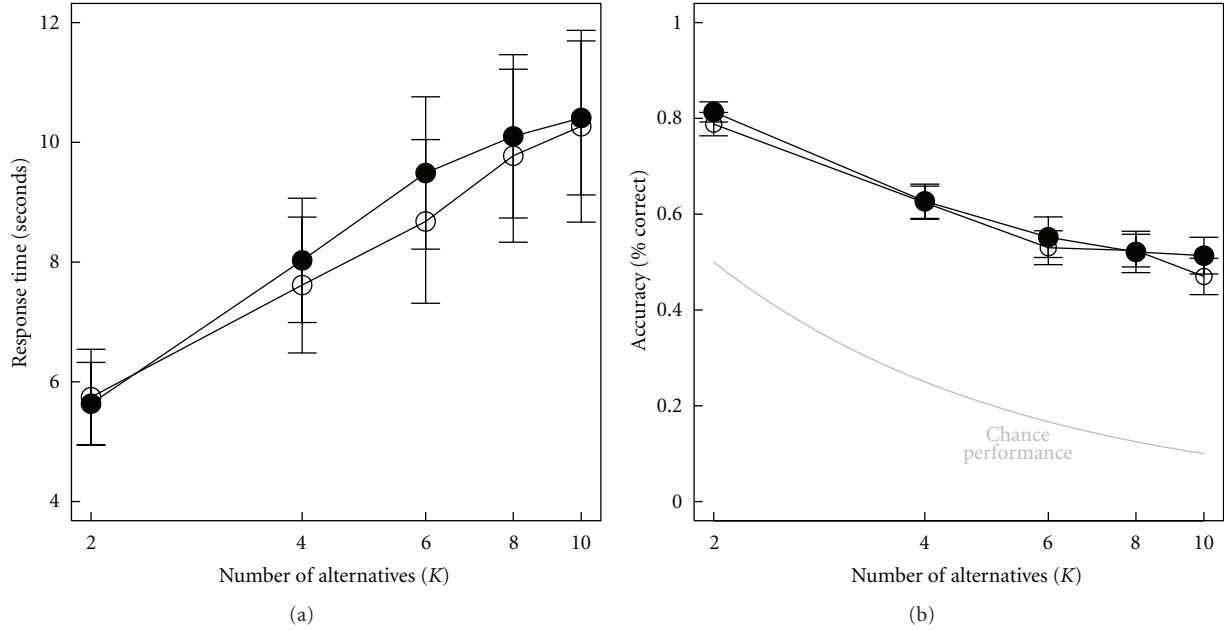 12
10
8
6
4
Response time (seconds)
2
4
6
8
10
Number of alternatives (K)
(a)
1
0.8
0.6
0.4
0.2
0
Accuracy (% correct)
Chance
performance
2
4
6
8
10
Number of alternatives (K)
(b)